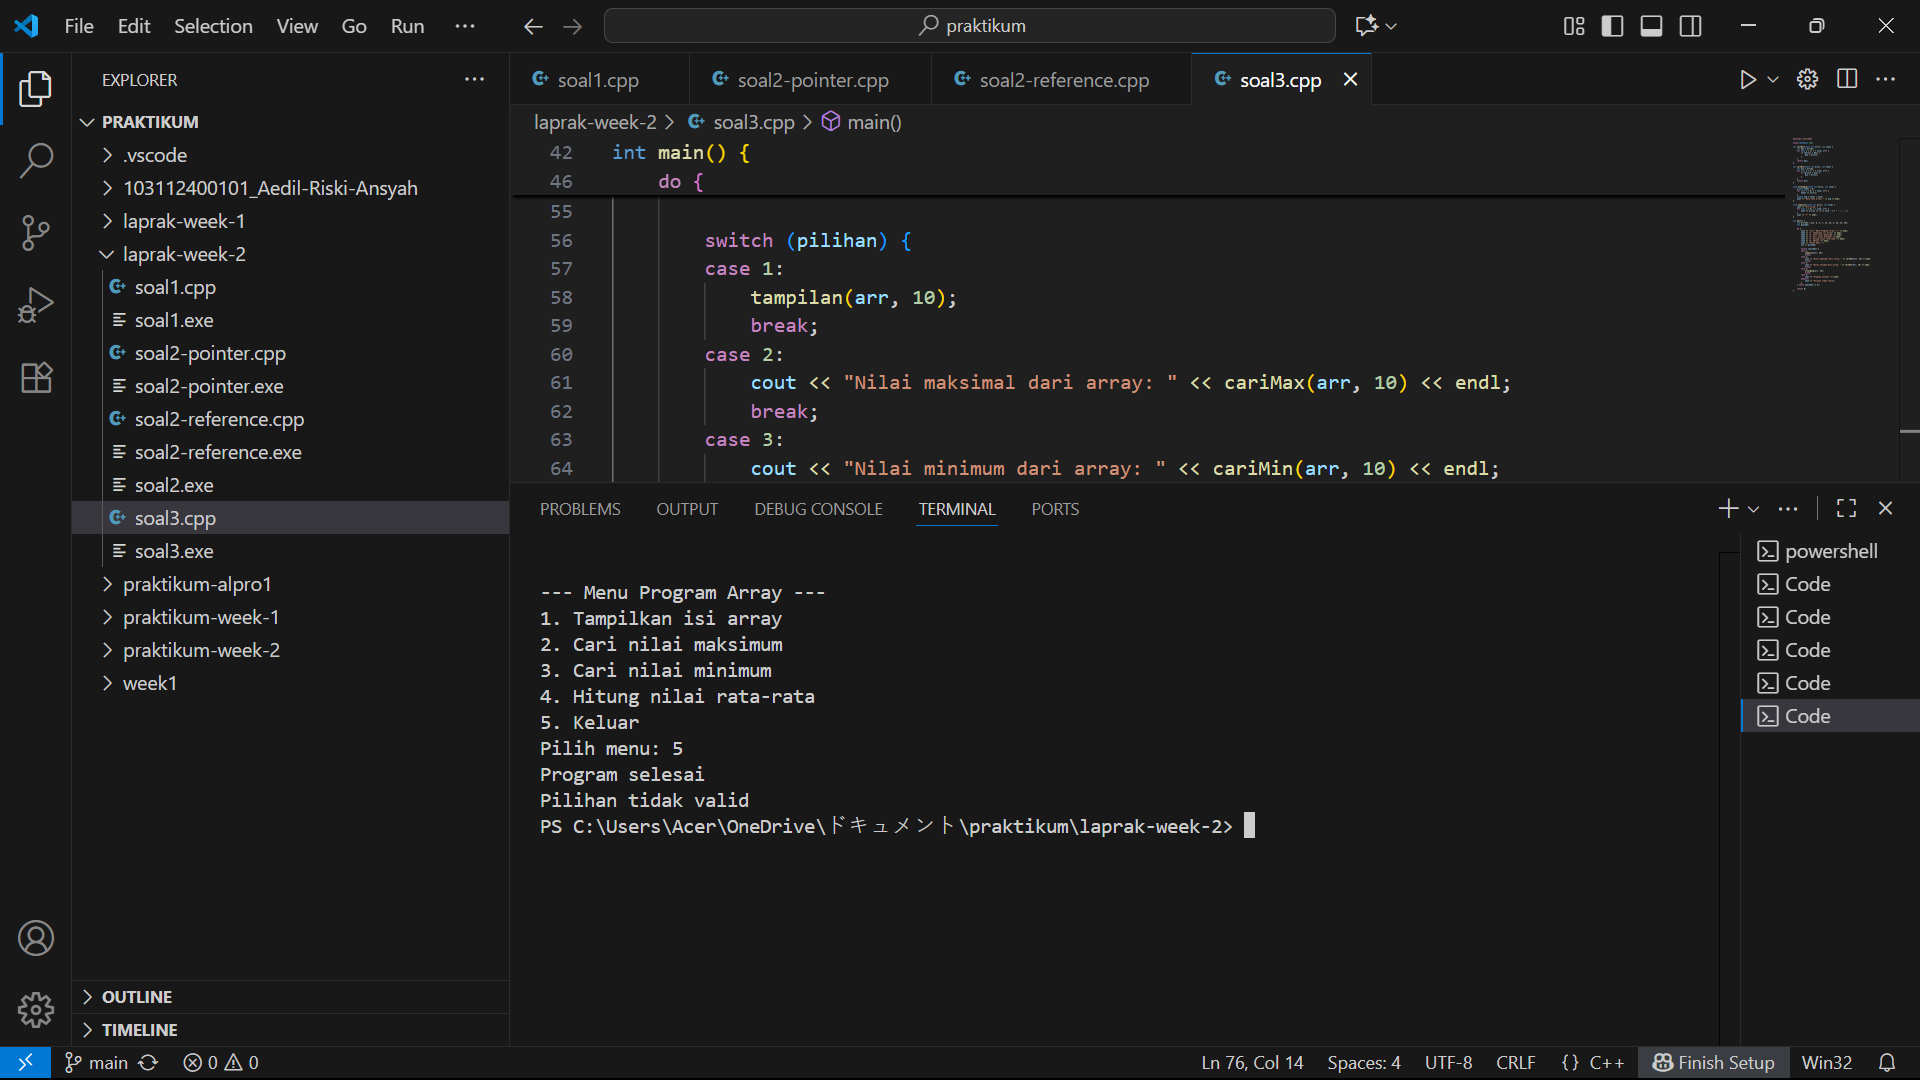 File Edit Selection View Go Run ···
praktikum
EXPLORER
PRAKTIKUM
.vscode
103112400101_Aedil-Riski-Ansyah
laprak-week-1
laprak-week-2
soal1.cpp
soal1.exe
soal2-pointer.cpp
soal2-pointer.exe
soal2-reference.cpp
soal2-reference.exe
soal2.exe
soal3.cpp
soal3.exe
praktikum-alpro1
praktikum-week-1
praktikum-week-2
week1
OUTLINE
TIMELINE
soal1.cpp soal2-pointer.cpp soal2-reference.cpp soal3.cpp
laprak-week-2 > soal3.cpp > main()
42 int main() {
46 do {
55
56 switch (pilihan) {
57 case 1:
58 tampilan(arr, 10);
59 break;
60 case 2:
61 cout << "Nilai maksimal dari array: " << cariMax(arr, 10) << endl;
62 break;
63 case 3:
64 cout << "Nilai minimum dari array: " << cariMin(arr, 10) << endl;
PROBLEMS OUTPUT DEBUG CONSOLE TERMINAL PORTS
--- Menu Program Array ---
1. Tampilkan isi array
2. Cari nilai maksimum
3. Cari nilai minimum
4. Hitung nilai rata-rata
5. Keluar
Pilih menu: 5
Program selesai
Pilihan tidak valid
PS C:\Users\Acer\OneDrive\ドキュメント\praktikum\laprak-week-2>
powershell
Code
Code
Code
Code
Code
main 0 0 Ln 76, Col 14 Spaces: 4 UTF-8 CRLF {} C++ Finish Setup Win32